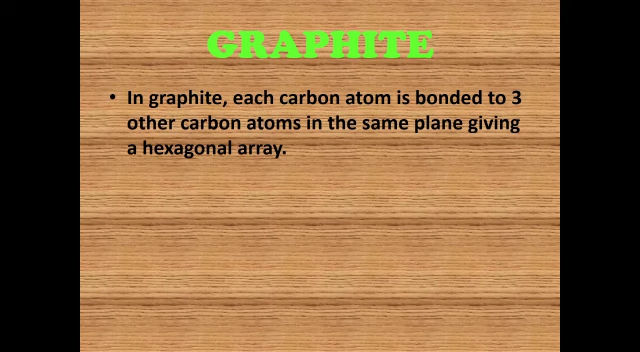 GRAPHITE
• In graphite, each carbon atom is bonded to 3
other carbon atoms in the same plane giving
a hexagonal array.